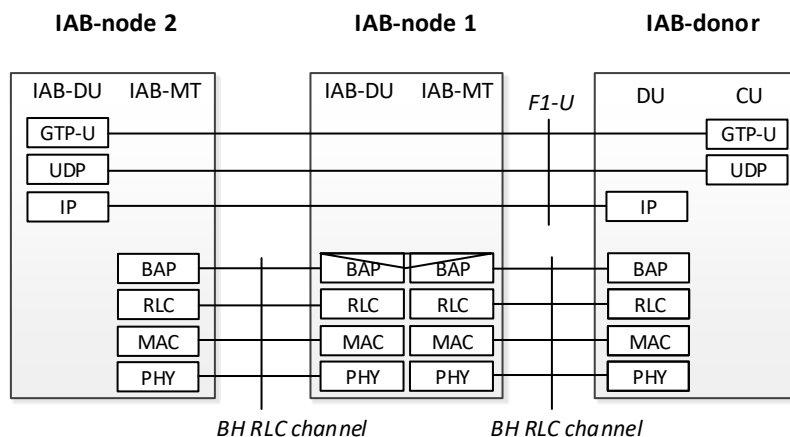 IAB-node 2 IAB-node 1 IAB-donor
IAB-DU IAB-MT IAB-DU IAB-MT F1-U DU CU
GTP-U GTP-U
UDP UDP
IP IP
BAP BAP BAP BAP
RLC RLC RLC RLC
MAC MAC MAC MAC
PHY PHY PHY PHY
BH RLC channel BH RLC channel